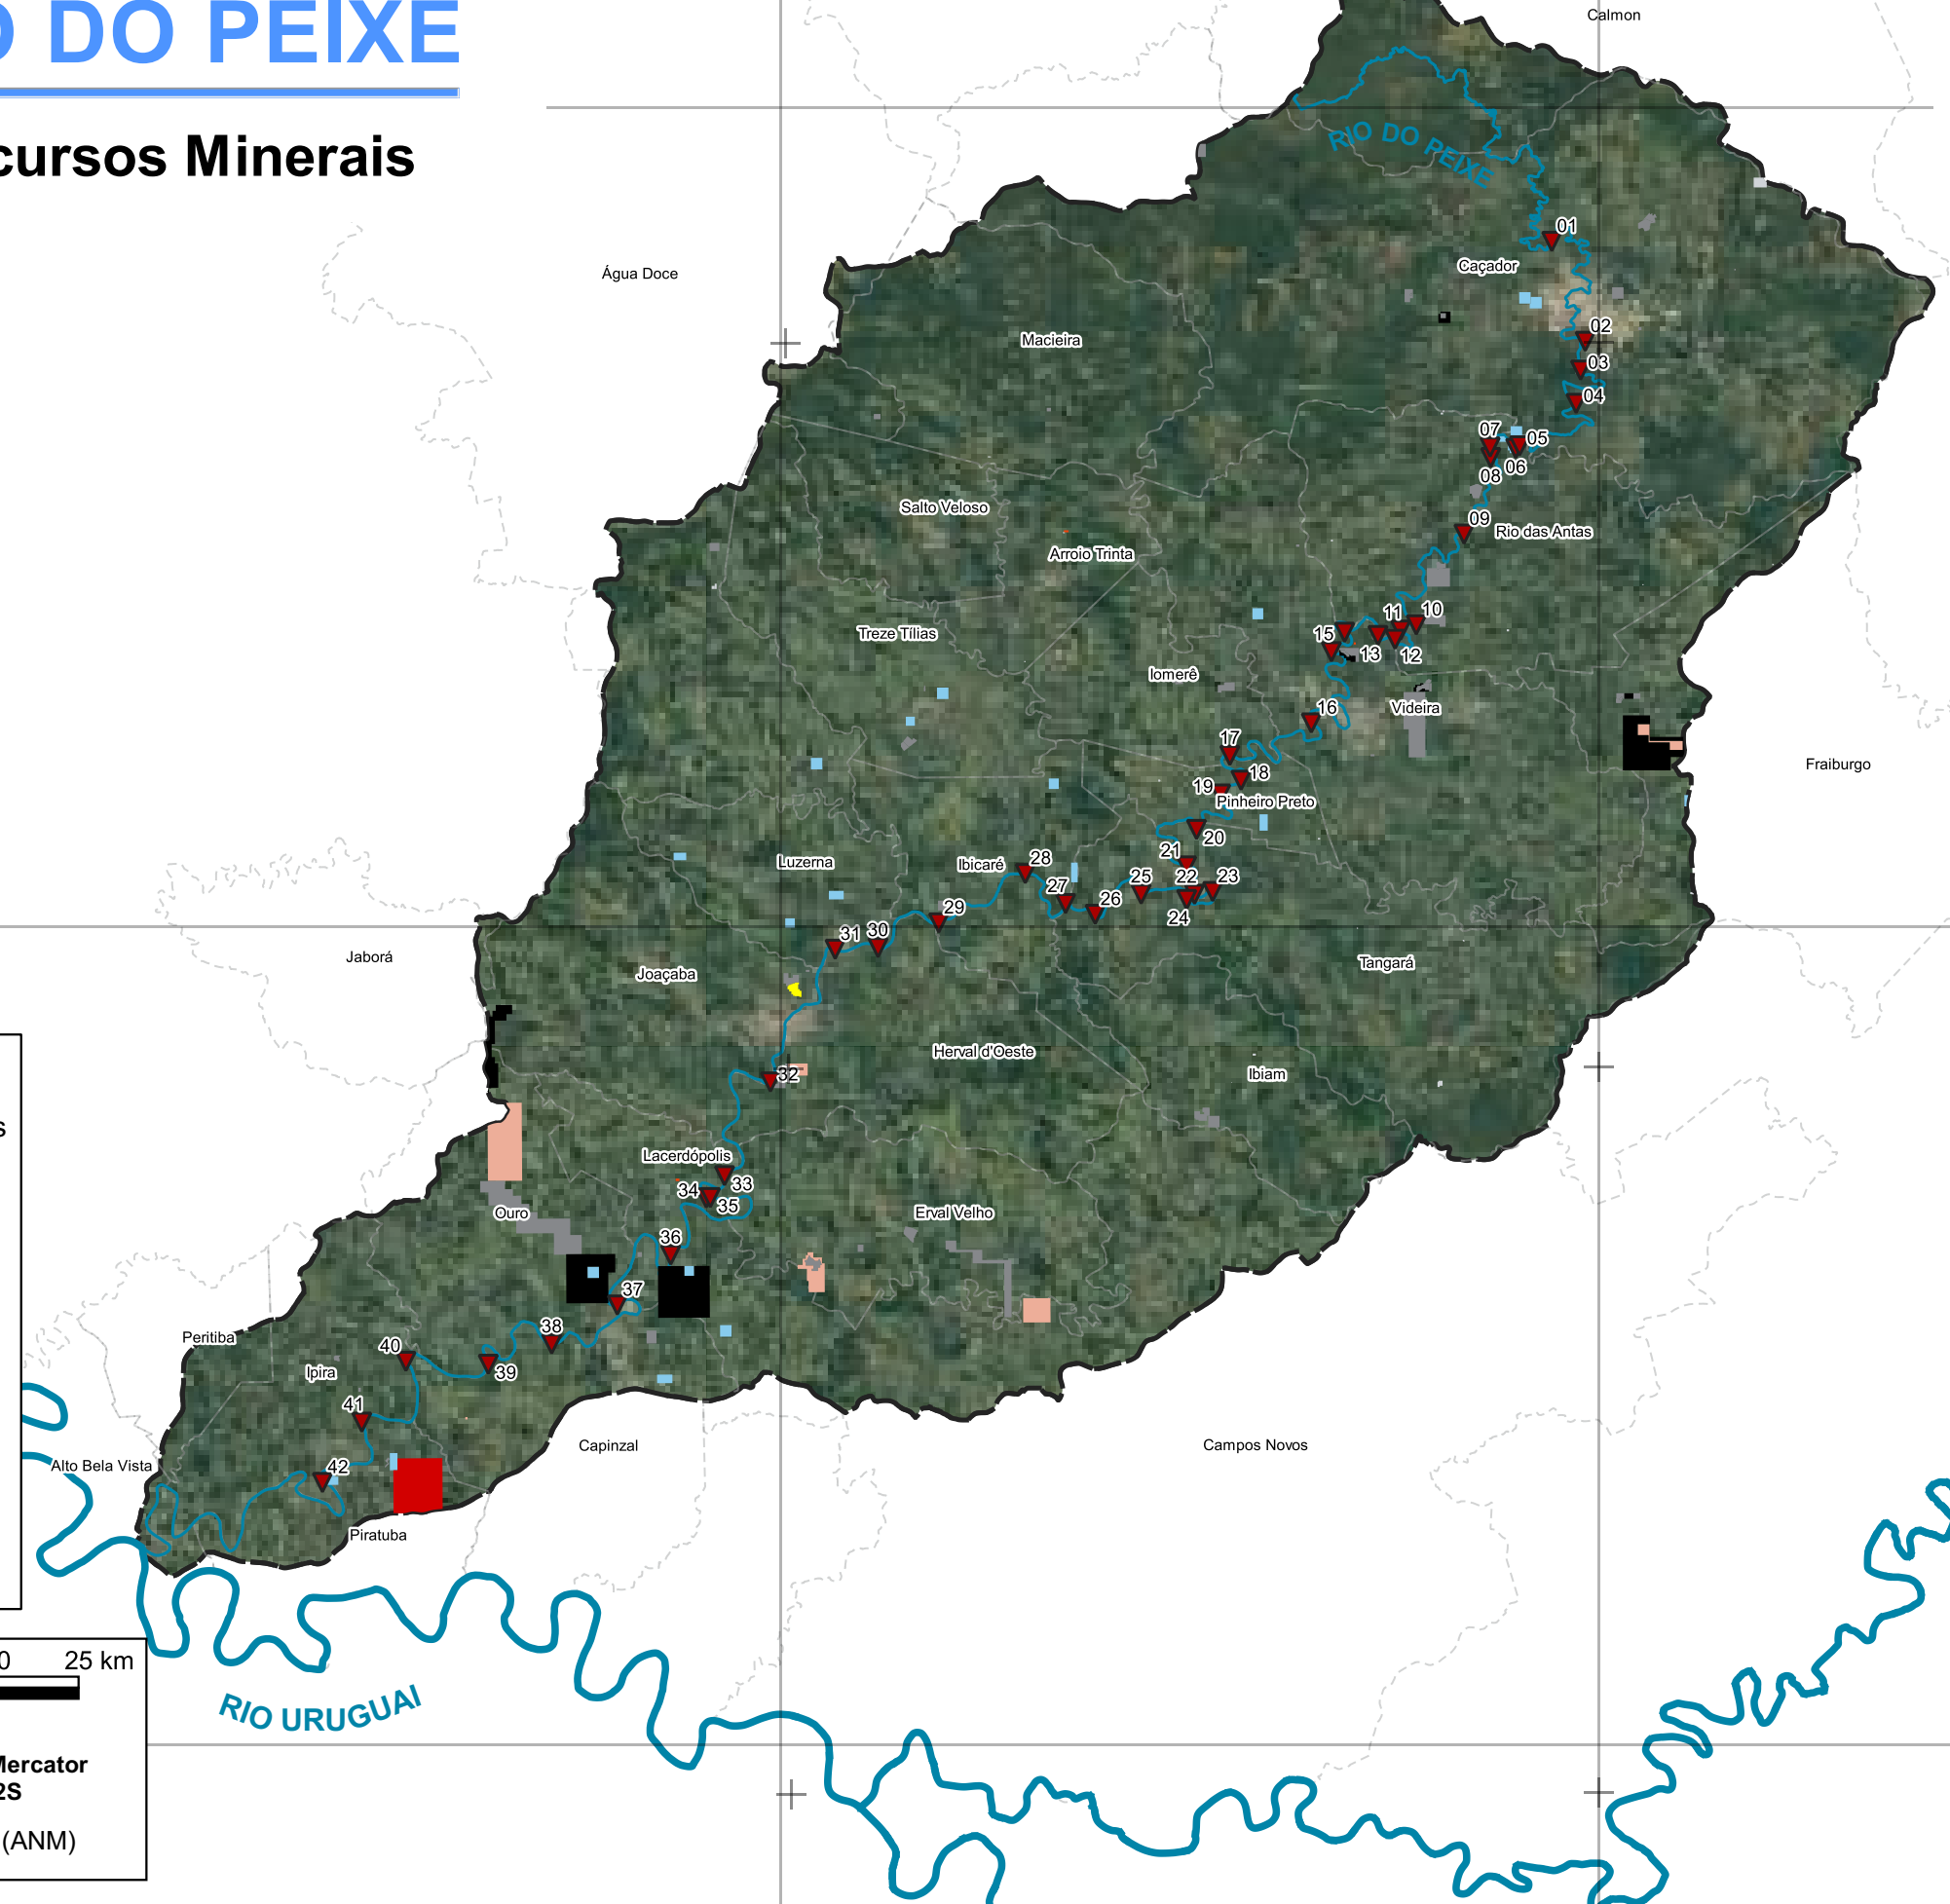 O DO PEIXE
cursos Minerais
Calmon
RIO DO PEIXE
01
Caçador
Água Doce
02
Macieira
03
04
07
05
06
08
Salto Veloso
09
Rio das Antas
Arroio Trinta
11
10
15
Treze Tílias
13
12
Iomerê
16
Videira
17
Fraiburgo
18
19
Pinheiro Preto
20
21
28
Luzerna
Ibicaré
25
22
23
27
26
29
24
31
30
Jaborá
Joaçaba
Tangará
Herval d'Oeste
32
Ibiam
s
Lacerdópolis
33
34
35
Ouro
Erval Velho
36
37
38
Peritiba
40
39
Ipira
41
Capinzal
Campos Novos
Alto Bela Vista
42
Piratuba
0
25 km
RIO URUGUAI
Mercator
2S
(ANM)